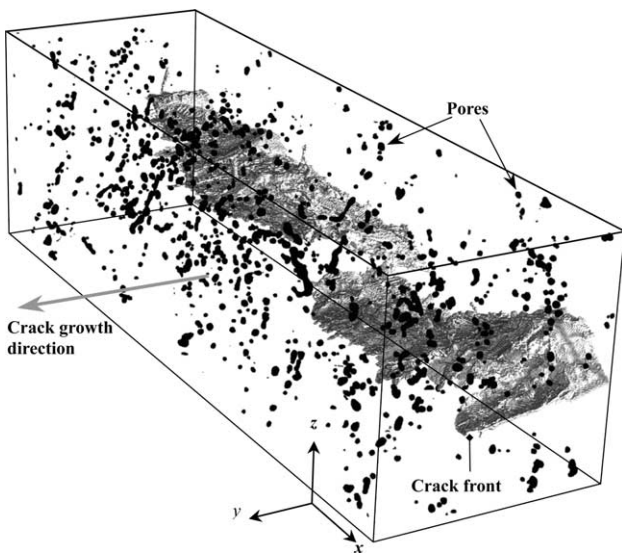 Pores
Crack growth
direction
z
y
x
Crack front